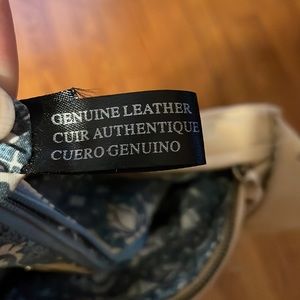 GENUINE LEATHER
CUIR AUTHENTIQUE
CUERO GENUINO